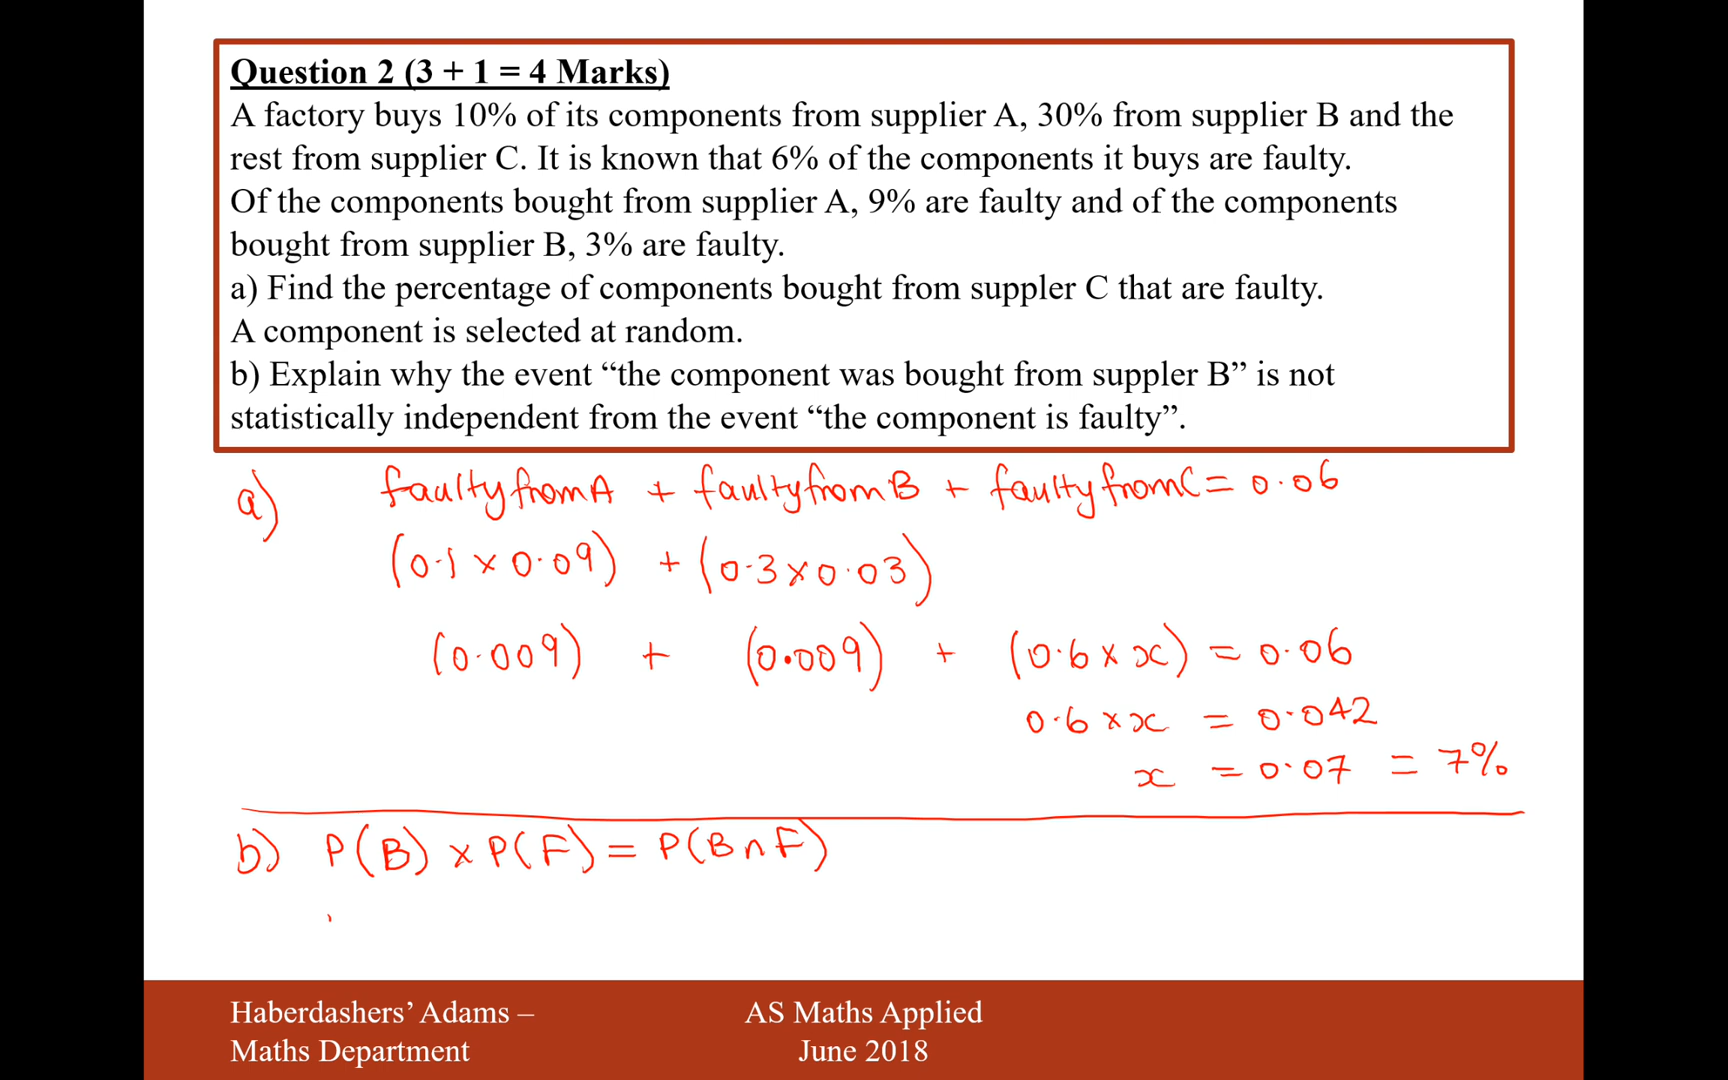 Question 2 (3 + 1 = 4 Marks)
A factory buys 10% of its components from supplier A, 30% from supplier B and the
rest from supplier C. It is known that 6% of the components it buys are faulty.
Of the components bought from supplier A, 9% are faulty and of the components
bought from supplier B, 3% are faulty.
a) Find the percentage of components bought from suppler C that are faulty.
A component is selected at random.
b) Explain why the event “the component was bought from suppler B” is not
statistically independent from the event “the component is faulty”.
a) faulty from A + faulty from B + faulty from C = 0.06
(0.1 × 0.09) + (0.3 × 0.03)
(0.009) + (0.009) + (0.6 × x) = 0.06
0.6 × x = 0.042
x = 0.07 = 7%
b) P(B) × P(F) = P(B ∩ F)
Haberdashers’ Adams –
Maths Department
AS Maths Applied
June 2018